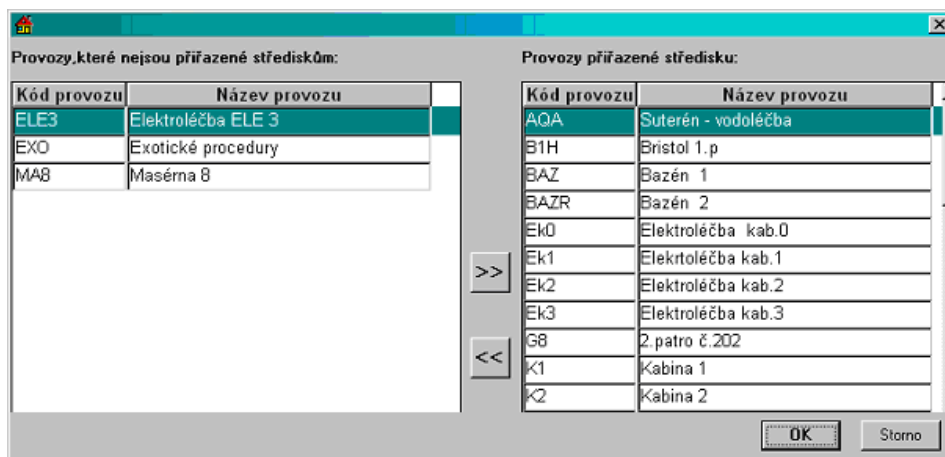 Provozy,které nejsou přiřazené střediskům:
Kód provozu Název provozu
ELE3 Elektroléčba ELE 3
EXO Exotické procedury
MA8 Masérna 8
>>
<<
Provozy přiřazené středisku:
Kód provozu Název provozu
AQA Suterén - vodoléčba
B1H Bristol 1.p
BAZ Bazén 1
BAZR Bazén 2
Ek0 Elektroléčba kab.0
Ek1 Elekrtoléčba kab.1
Ek2 Elektroléčba kab.2
Ek3 Elektroléčba kab.3
G8 2.patro č.202
K1 Kabina 1
K2 Kabina 2
OK Storno